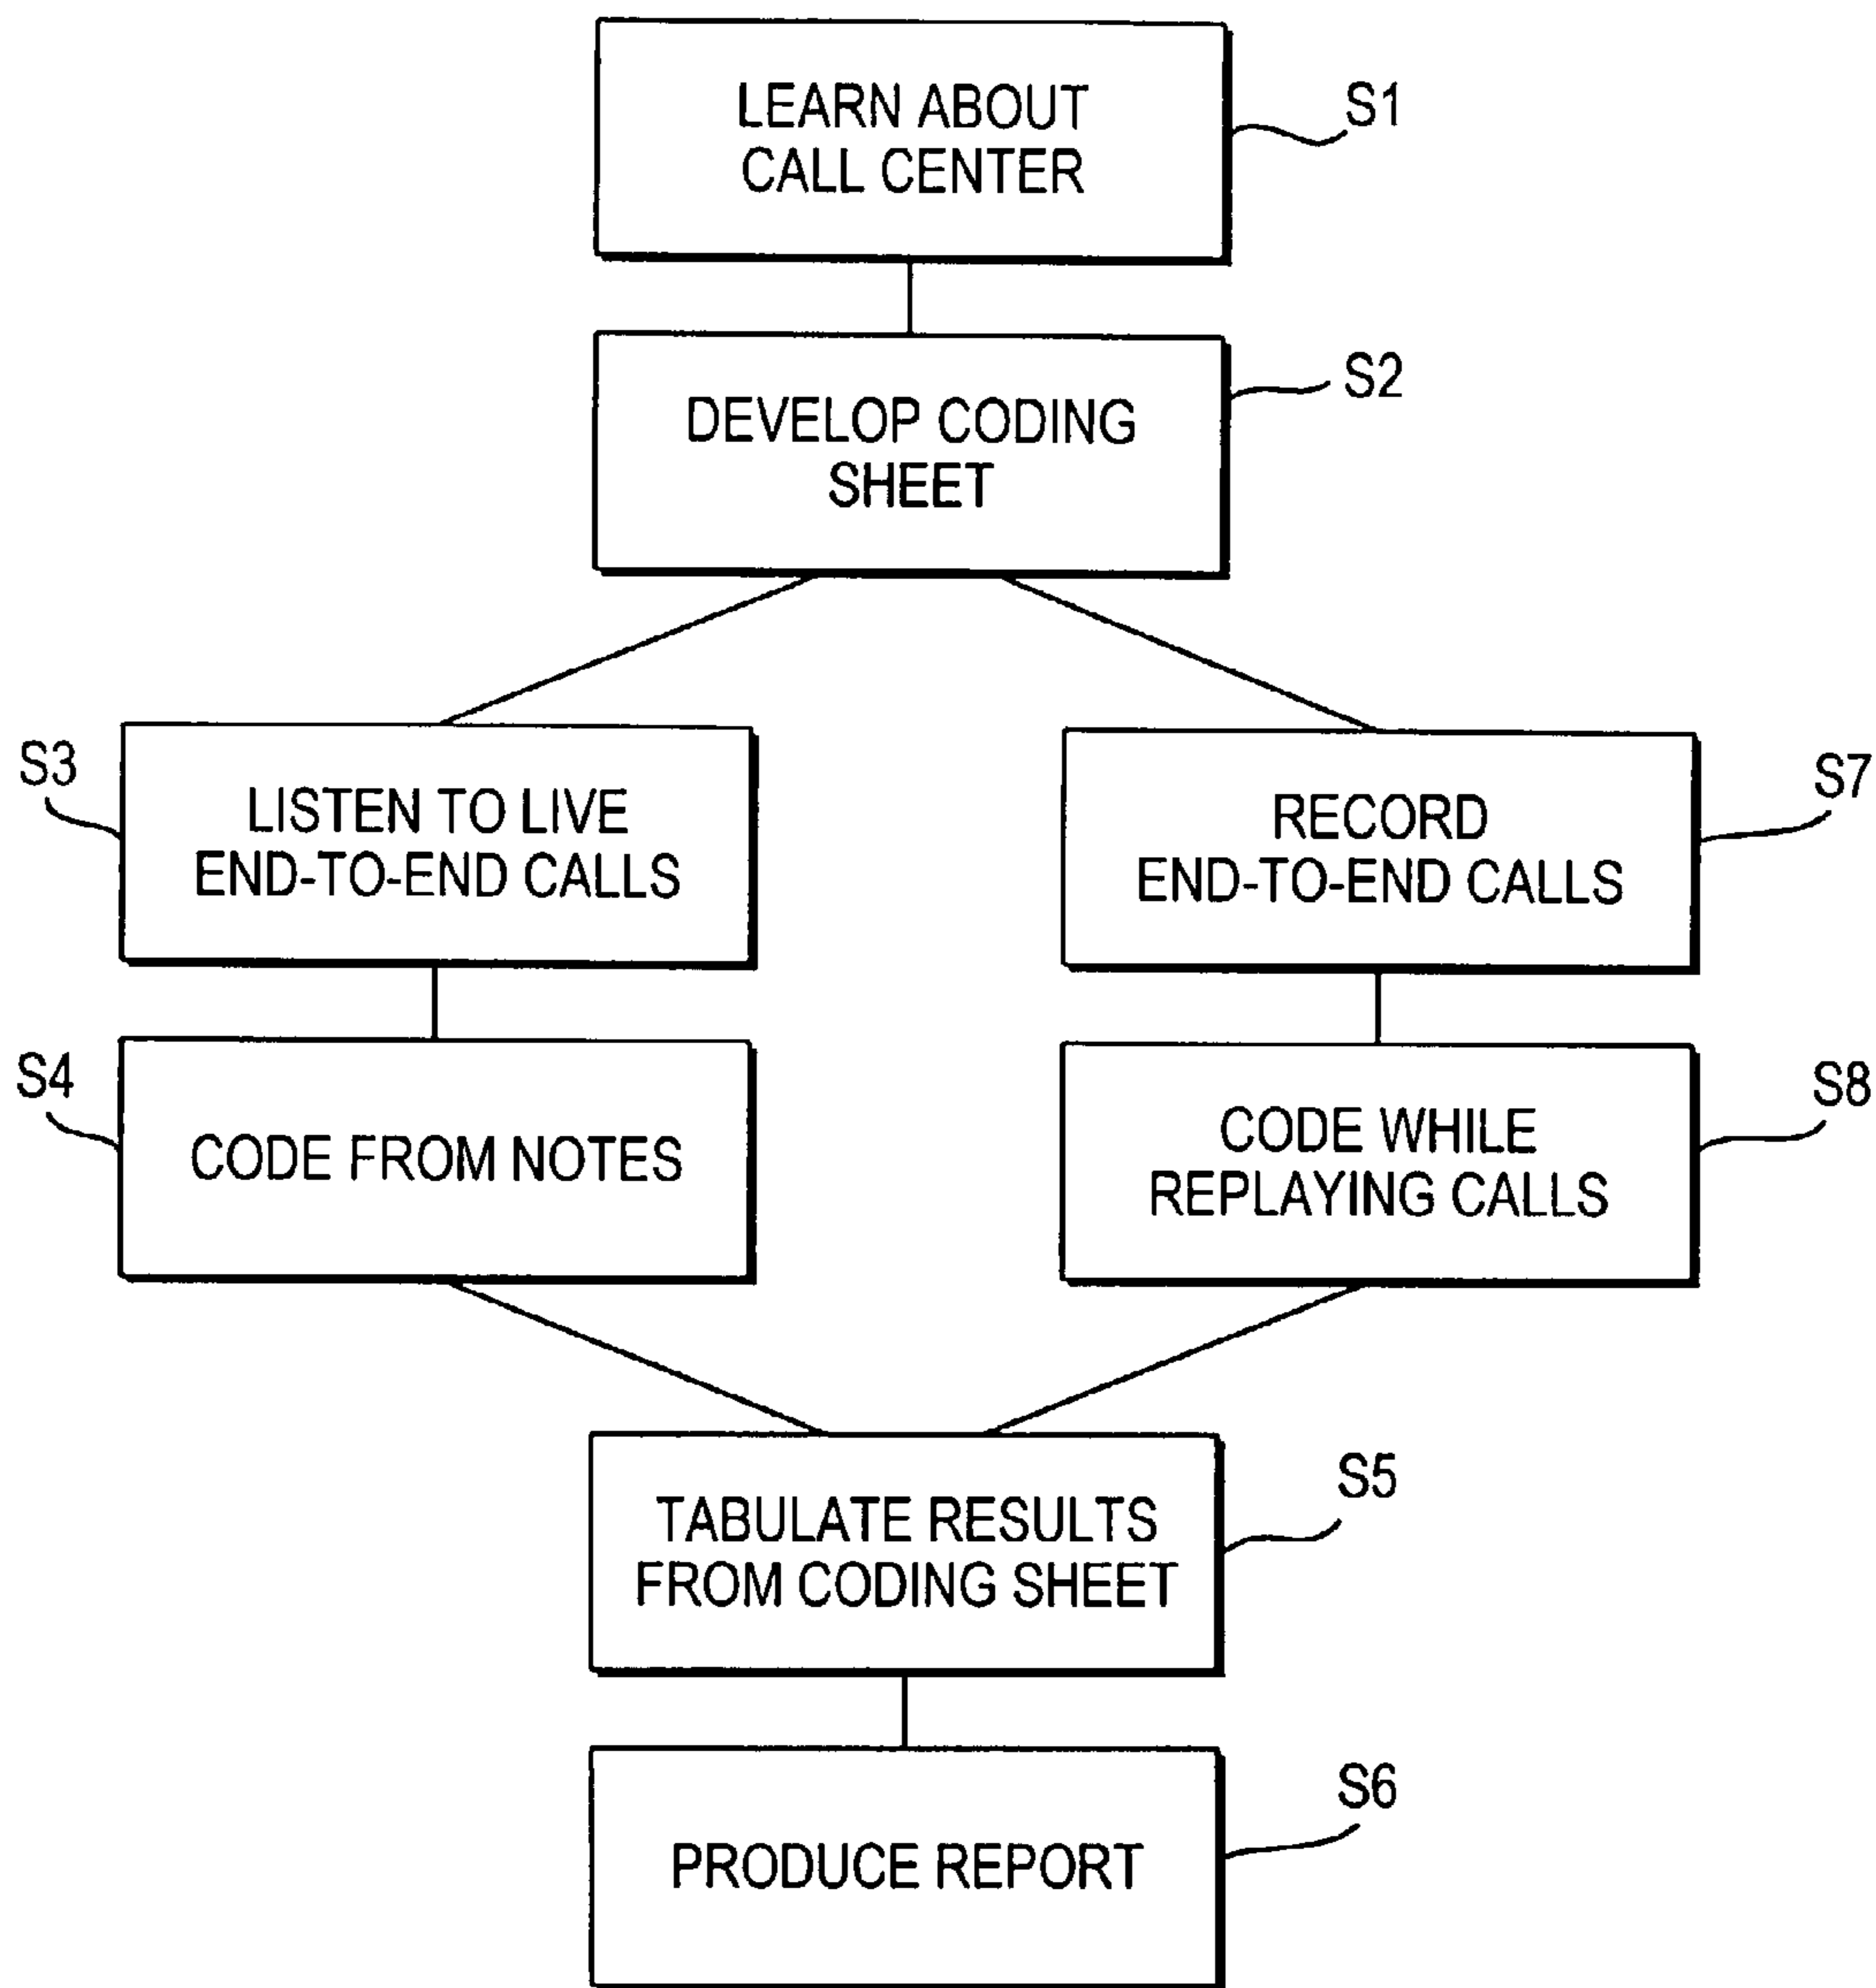 LEARN ABOUT
CALL CENTER
S1
DEVELOP CODING
SHEET
S2
S3
LISTEN TO LIVE
END-TO-END CALLS
RECORD
END-TO-END CALLS
S7
S4
CODE FROM NOTES
CODE WHILE
REPLAYING CALLS
S8
TABULATE RESULTS
FROM CODING SHEET
S5
PRODUCE REPORT
S6